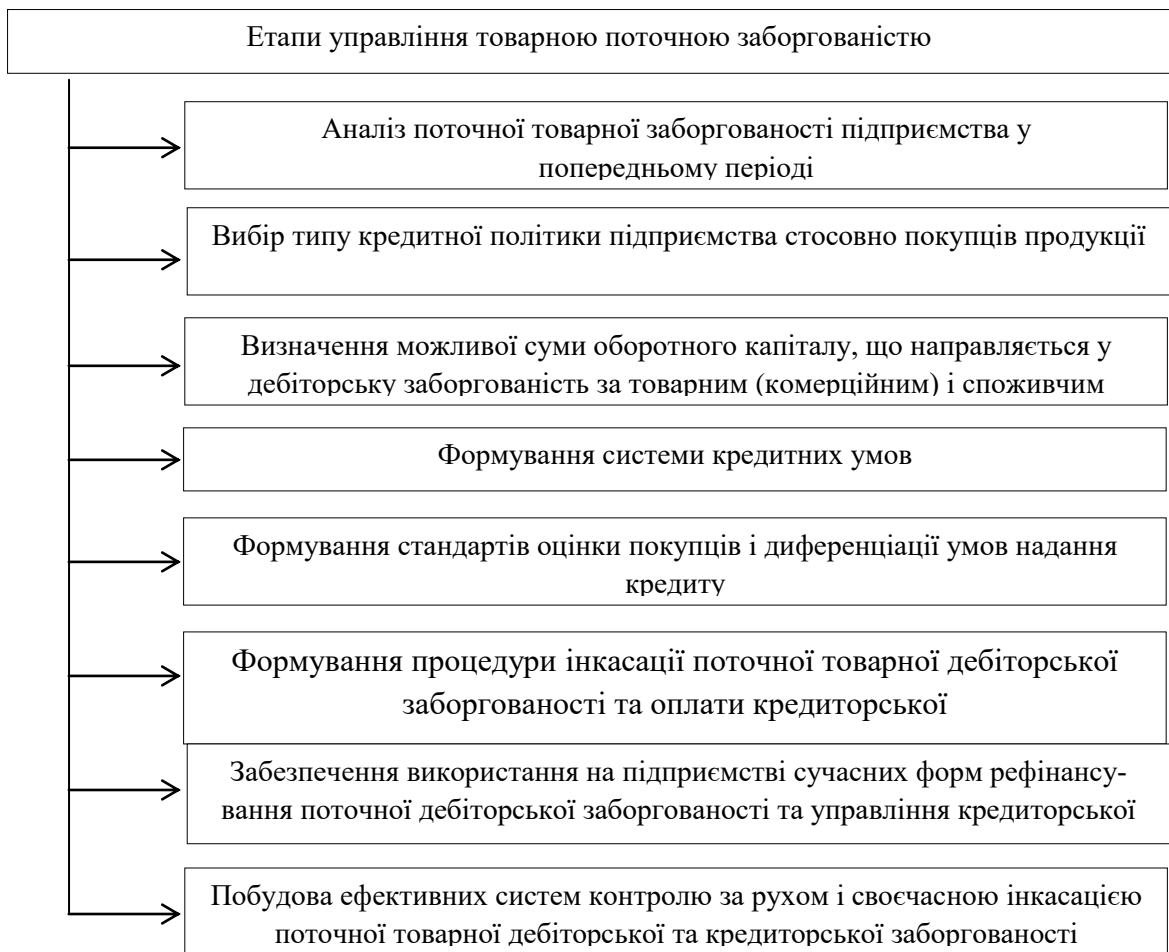 Етапи управління товарною поточною заборгованістю
Аналіз поточної товарної заборгованості підприємства у
попередньому періоді
Вибір типу кредитної політики підприємства стосовно покупців продукції
Визначення можливої суми оборотного капіталу, що направляється у
дебіторську заборгованість за товарним (комерційним) і споживчим
Формування системи кредитних умов
Формування стандартів оцінки покупців і диференціації умов надання
кредиту
Формування процедури інкасації поточної товарної дебіторської
заборгованості та оплати кредиторської
Забезпечення використання на підприємстві сучасних форм рефінансу-
вання поточної дебіторської заборгованості та управління кредиторської
Побудова ефективних систем контролю за рухом і своєчасною інкасацією
поточної товарної дебіторської та кредиторської заборгованості